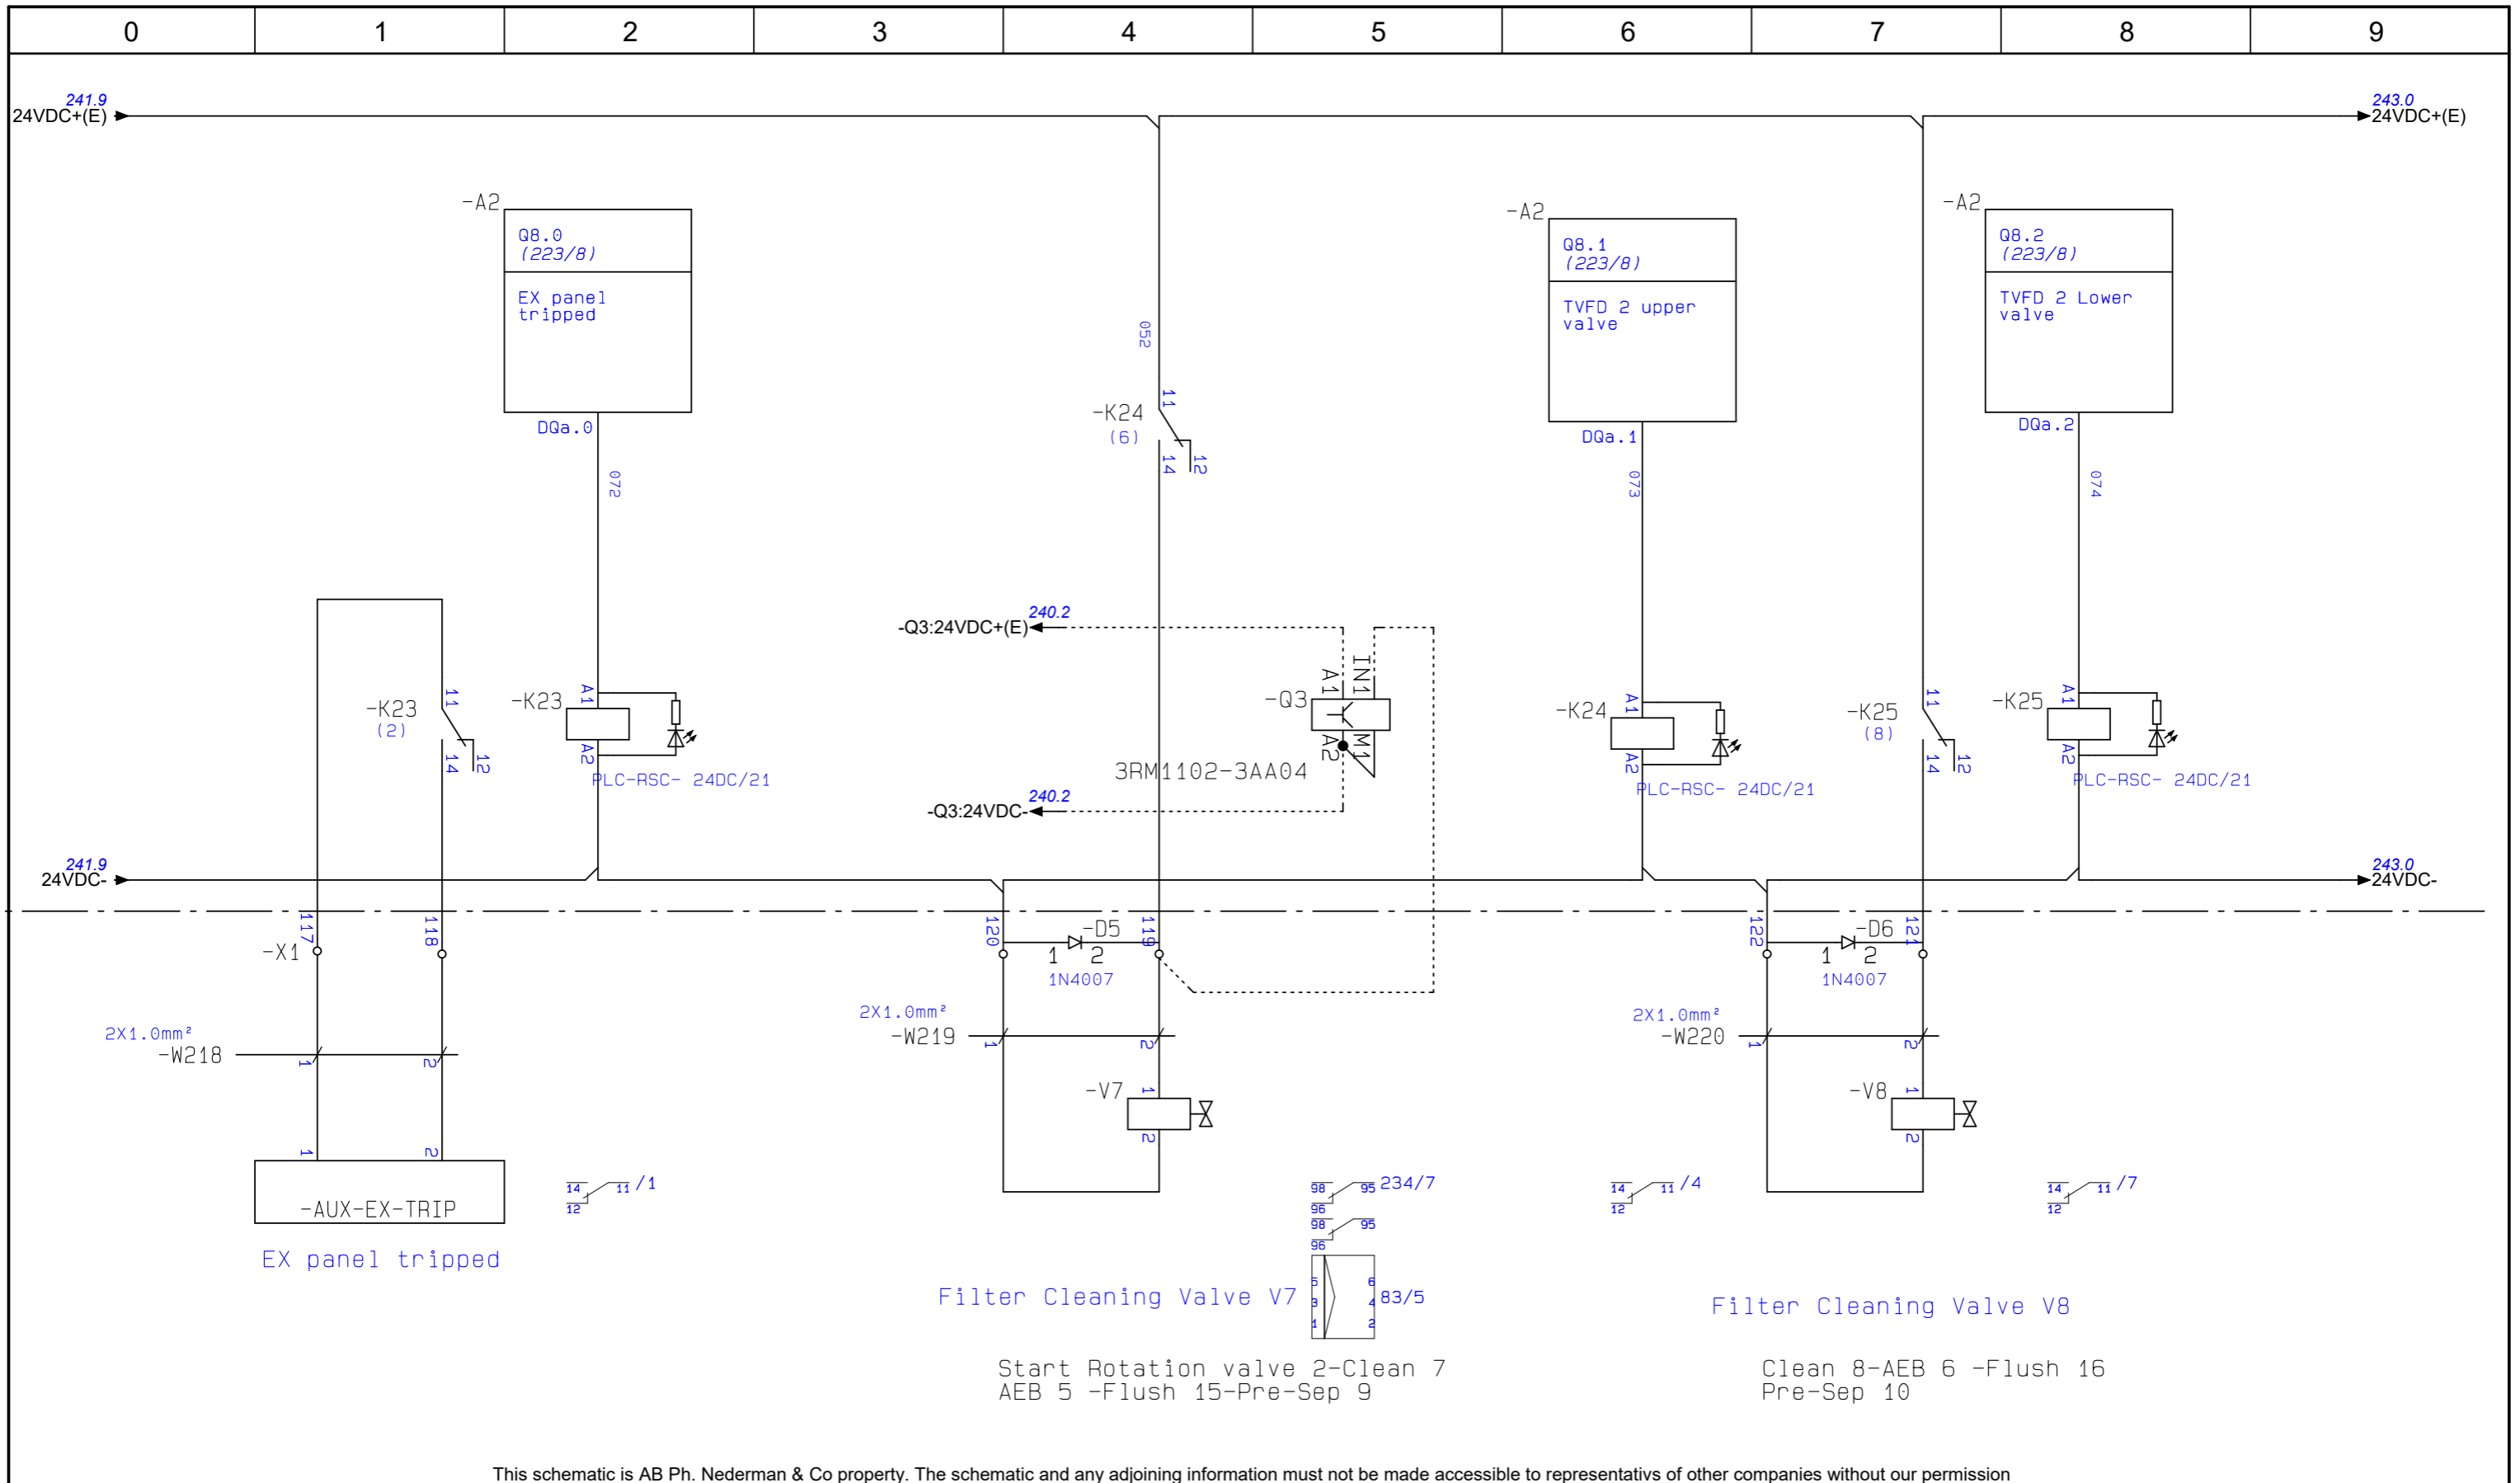 0 1 2 3 4 5 6 7 8 9
241.9
24VDC+(E)
243.0
24VDC+(E)
-A2
Q8.0
(223/8)
EX panel
tripped
DQa.0
072
-A2
Q8.1
(223/8)
TVFD 2 upper
valve
DQa.1
073
-A2
Q8.2
(223/8)
TVFD 2 Lower
valve
DQa.2
074
052
-K24
(6)
11
14
12
-K23
(2)
11
14
12
-K23
A1
A2
PLC-RSC- 24DC/21
240.2
-Q3:24VDC+(E)
-Q3
A1
IN1
A2
M1
3RM1102-3AA04
240.2
-Q3:24VDC-
-K24
A1
A2
PLC-RSC- 24DC/21
-K25
(8)
11
14
12
-K25
A1
A2
PLC-RSC- 24DC/21
241.9
24VDC-
243.0
24VDC-
-X1
117
118
120
119
-D5
1 2
1N4007
122
121
-D6
1 2
1N4007
2X1.0mm²
-W218
1
2
2X1.0mm²
-W219
1
2
2X1.0mm²
-W220
1
2
-V7
1
2
-V8
1
2
1
2
-AUX-EX-TRIP
EX panel tripped
14 11 /1
12
98 95 234/7
96
98 95
96
5 6
3 4 83/5
1 2
14 11 /4
12
14 11 /7
12
Filter Cleaning Valve V7
Filter Cleaning Valve V8
Start Rotation valve 2-Clean 7
AEB 5 -Flush 15-Pre-Sep 9
Clean 8-AEB 6 -Flush 16
Pre-Sep 10
This schematic is AB Ph. Nederman & Co property. The schematic and any adjoining information must not be made accessible to representativs of other companies without our permission